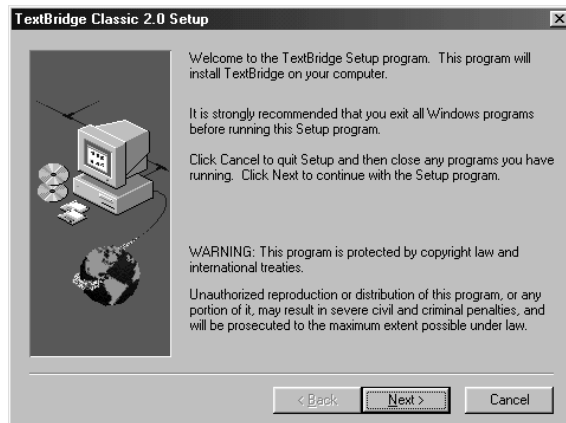 TextBridge Classic 2.0 Setup
Welcome to the TextBridge Setup program. This program will
install TextBridge on your computer.
It is strongly recommended that you exit all Windows programs
before running this Setup program.
Click Cancel to quit Setup and then close any programs you have
running. Click Next to continue with the Setup program.
WARNING: This program is protected by copyright law and
international treaties.
Unauthorized reproduction or distribution of this program, or any
portion of it, may result in severe civil and criminal penalties, and
will be prosecuted to the maximum extent possible under law.
< Back Next > Cancel